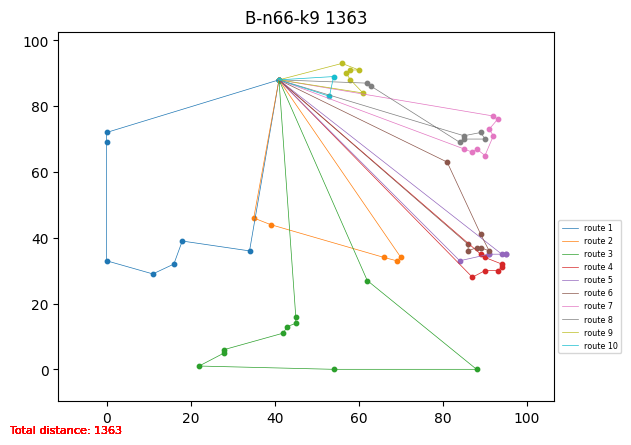 B-n66-k9 1363
100
80
60
40
20
0
0 20 40 60 80 100
route 1
route 2
route 3
route 4
route 5
route 6
route 7
route 8
route 9
route 10
Total distance: 1363